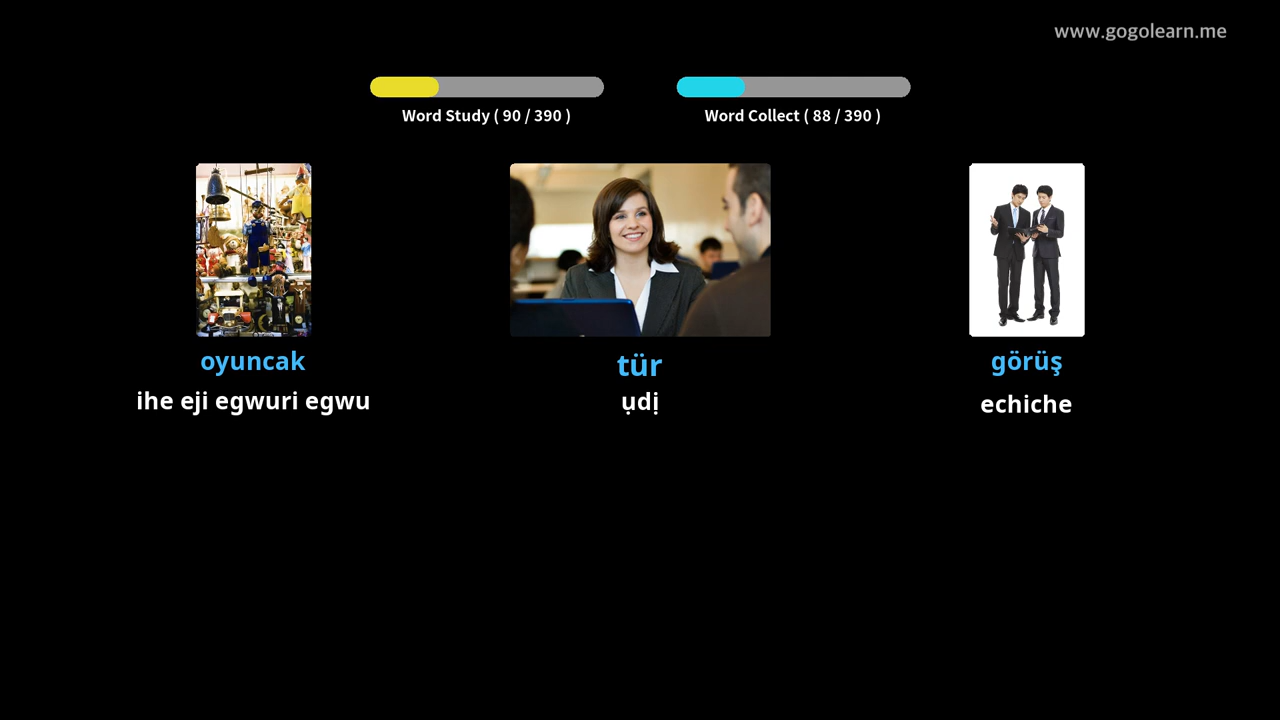 www.gogolearn.me
Word Study ( 90 / 390 )
Word Collect ( 88 / 390 )
oyuncak
ihe eji egwuri egwu
tür
ụdị
görüş
echiche